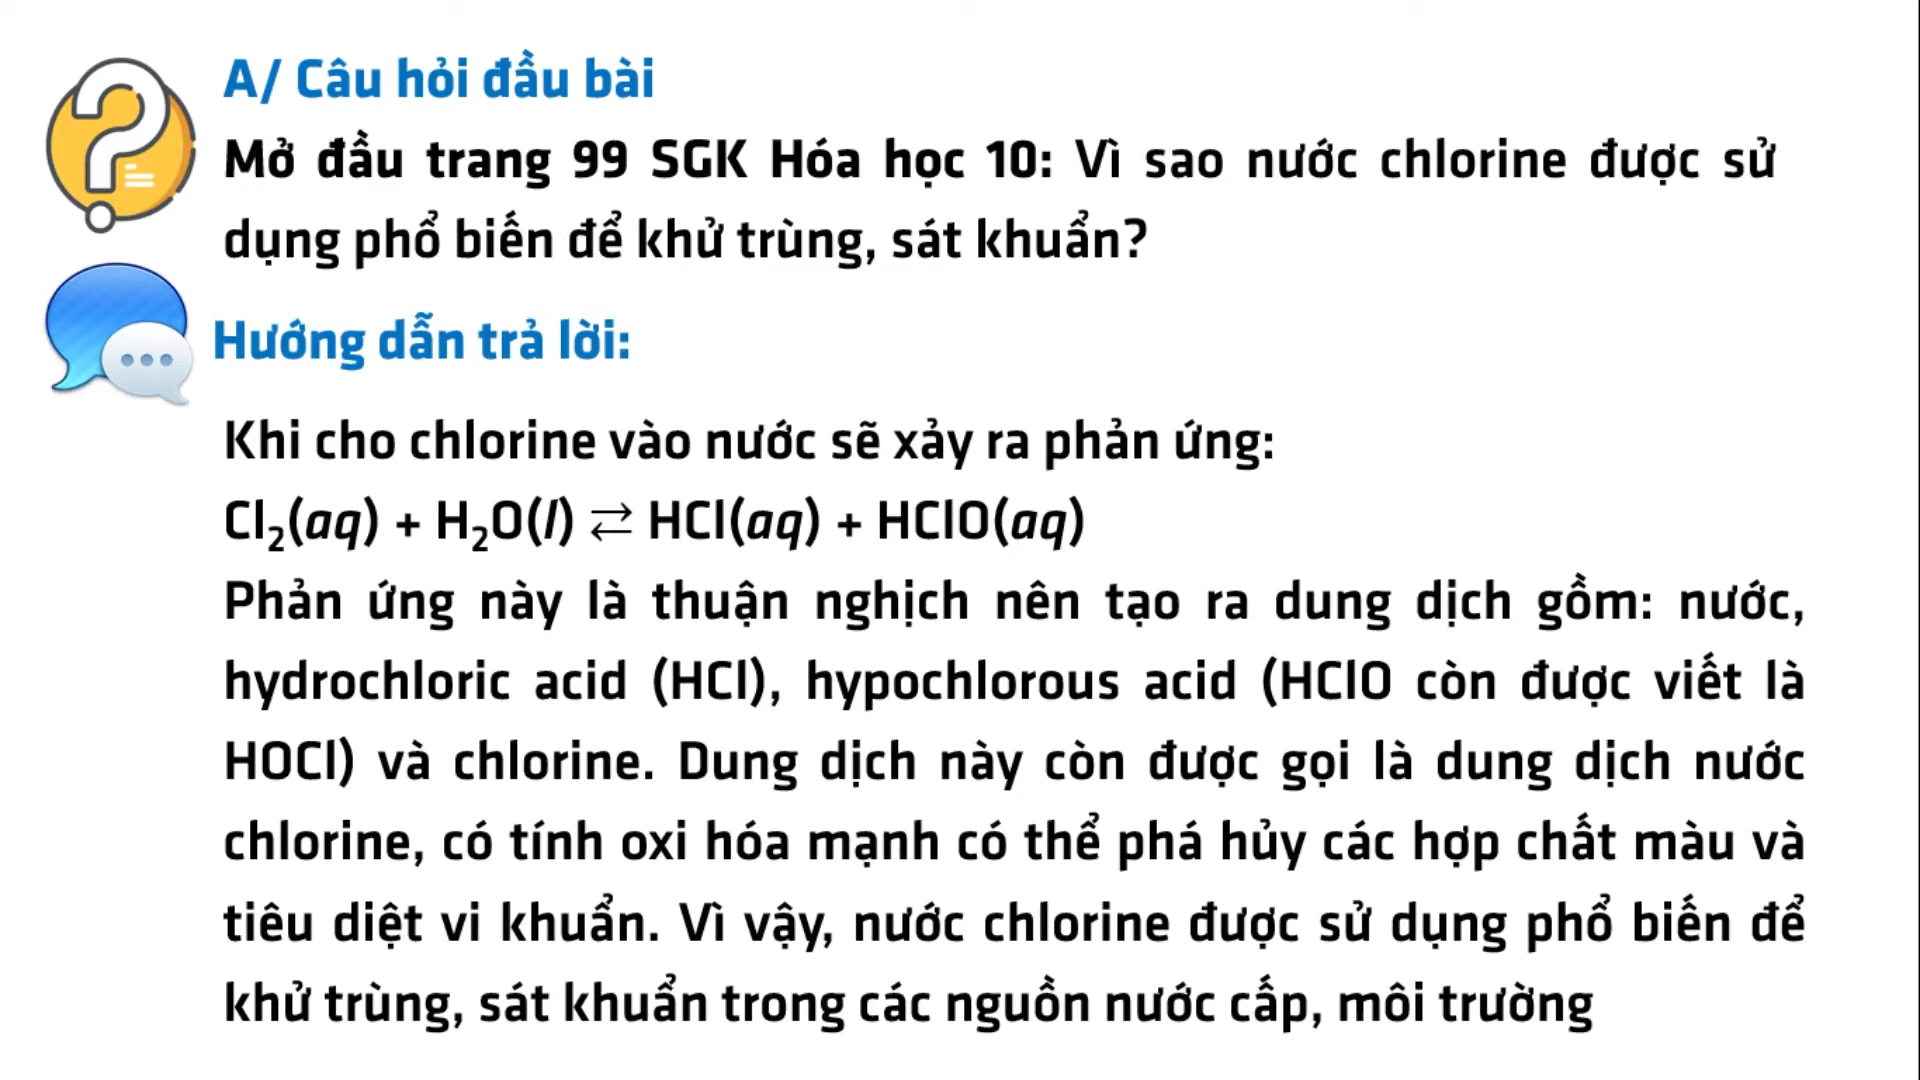 A/ Câu hỏi đầu bài
Mở đầu trang 99 SGK Hóa học 10: Vì sao nước chlorine được sử
dụng phổ biến để khử trùng, sát khuẩn?
Hướng dẫn trả lời:
Khi cho chlorine vào nước sẽ xảy ra phản ứng:
Cl₂(aq) + H₂O(l) ⇄ HCl(aq) + HClO(aq)
Phản ứng này là thuận nghịch nên tạo ra dung dịch gồm: nước,
hydrochloric acid (HCl), hypochlorous acid (HClO còn được viết là
HOCl) và chlorine. Dung dịch này còn được gọi là dung dịch nước
chlorine, có tính oxi hóa mạnh có thể phá hủy các hợp chất màu và
tiêu diệt vi khuẩn. Vì vậy, nước chlorine được sử dụng phổ biến để
khử trùng, sát khuẩn trong các nguồn nước cấp, môi trường